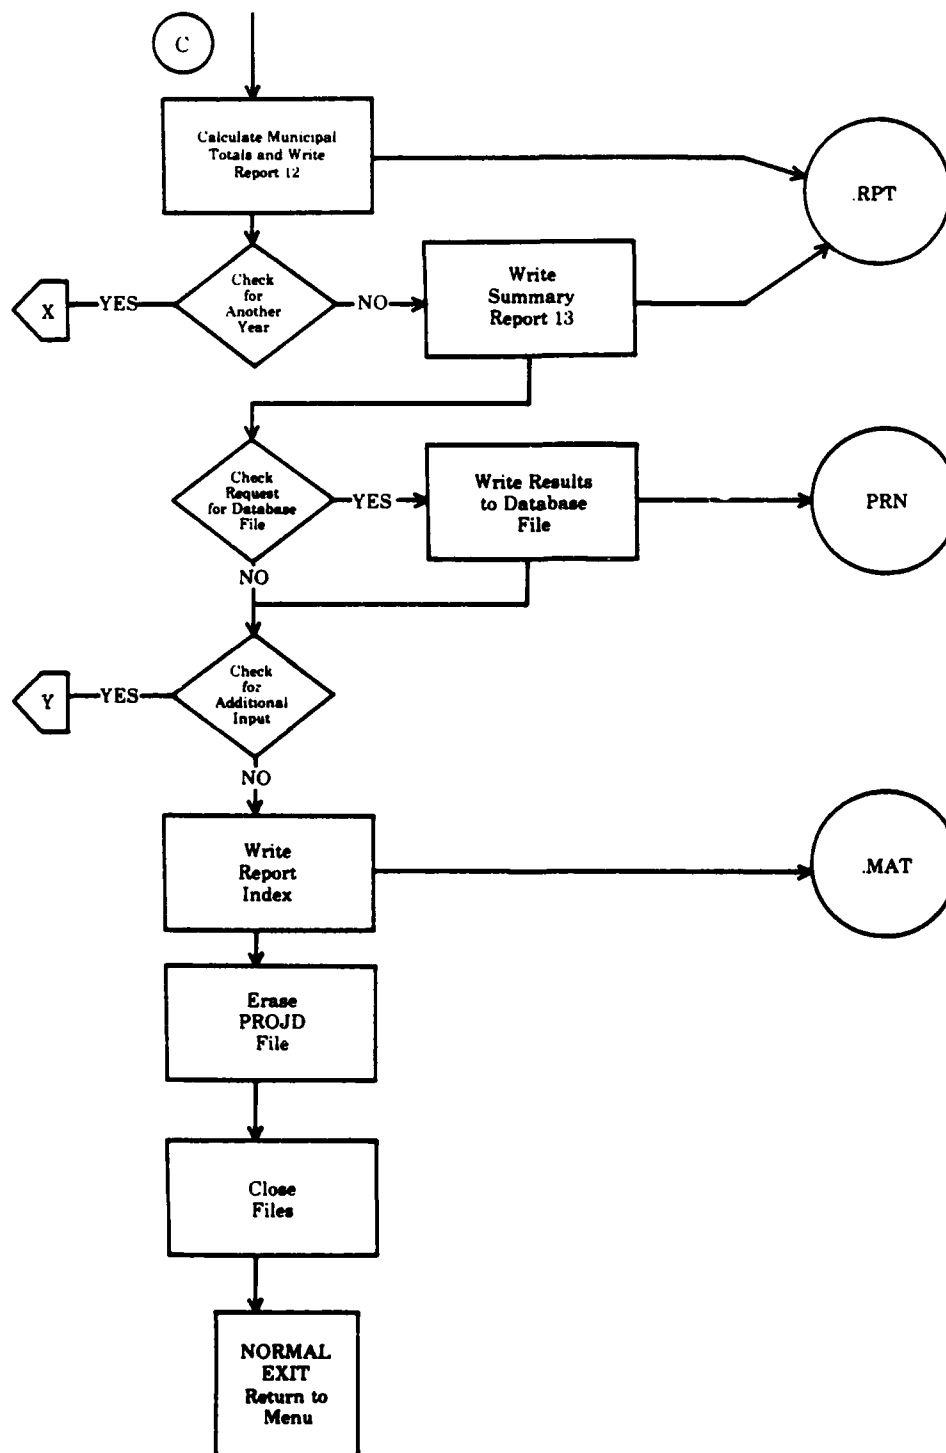 C
Calculate Municipal
Totals and Write
Report 12
.RPT
Check
for
Another
Year
YES
X
NO
Write
Summary
Report 13
Check
Request
for Database
File
YES
Write Results
to Database
File
PRN
NO
Check
for
Additional
Input
YES
Y
NO
Write
Report
Index
.MAT
Erase
PROJD
File
Close
Files
NORMAL
EXIT
Return to
Menu